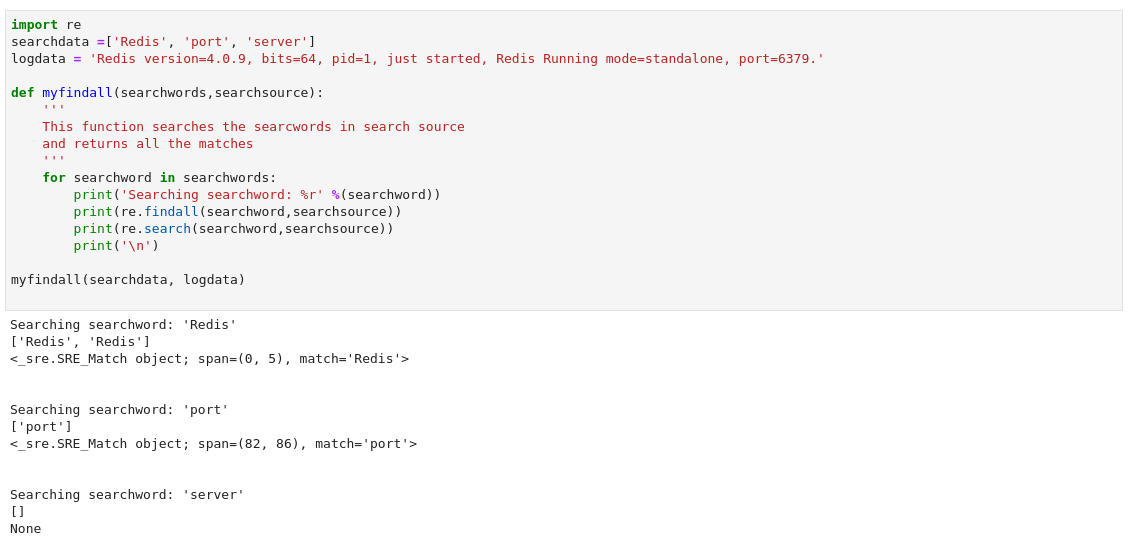 import re
searchdata =['Redis', 'port', 'server']
logdata = 'Redis version=4.0.9, bits=64, pid=1, just started, Redis Running mode=standalone, port=6379.'

def myfindall(searchwords,searchsource):
    '''
    This function searches the searcwords in search source
    and returns all the matches
    '''
    for searchword in searchwords:
        print('Searching searchword: %r' %(searchword))
        print(re.findall(searchword,searchsource))
        print(re.search(searchword,searchsource))
        print('\n')

myfindall(searchdata, logdata)

Searching searchword: 'Redis'
['Redis', 'Redis']
<_sre.SRE_Match object; span=(0, 5), match='Redis'>

Searching searchword: 'port'
['port']
<_sre.SRE_Match object; span=(82, 86), match='port'>

Searching searchword: 'server'
[]
None